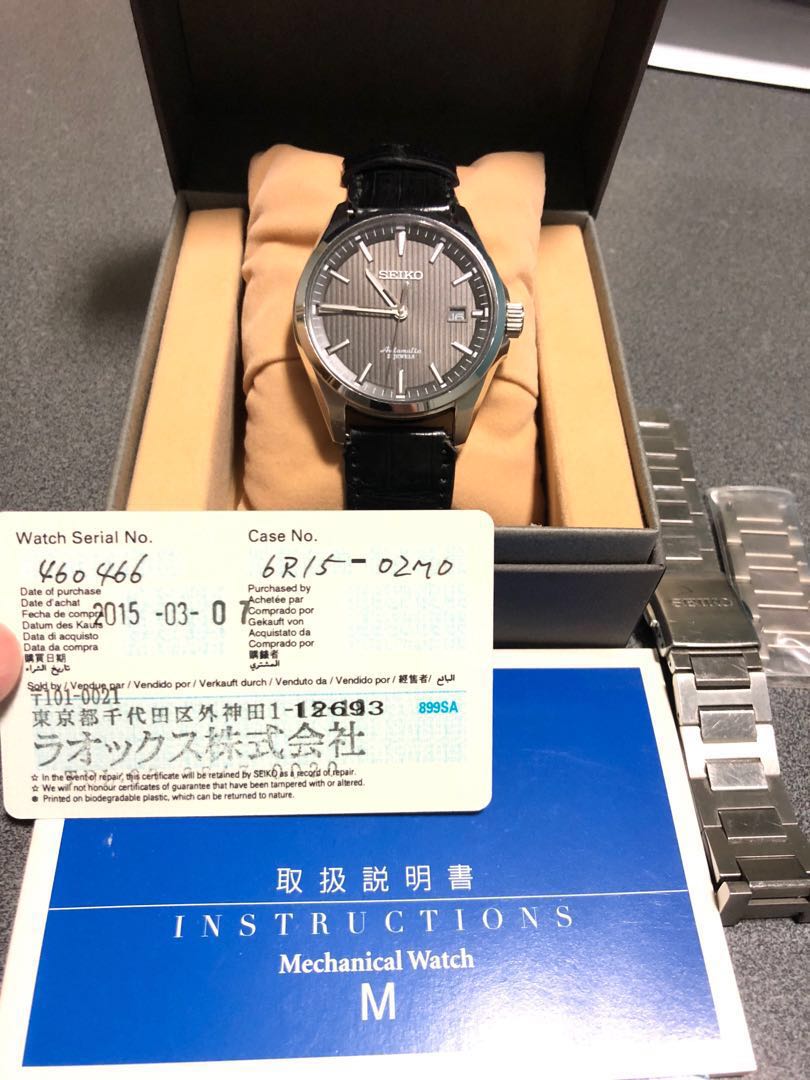 SEIKO
16
Automatic
JEWELS
SEIKO
Watch Serial No.
Case No.
460466
6R15-02M0
Date of purchase
Date d'achat
Fecha de compra
Datum des Kaufs
Data di acquisto
Data da compra
購買日期
تاريخ الشراء
2015-03-07
Purchased by
Achetée par
Comprado por
Gekauft von
Acquistato da
Comprado por
購錶者
المشتري
Sold by / Vendue par / Vendido por / Verkauft durch / Venduto da / Vendido por / 經售者 / البائع
〒101-0021
東京都千代田区外神田1-
12693
899SA
ラオックス株式会社
☆ In the event of repair, this certificate will be retained by SEIKO as a record of repair.
☆ We will not honour certificates of guarantee that have been tampered with or altered.
Printed on biodegradable plastic, which can be returned to nature.
取扱説明書
INSTRUCTIONS
Mechanical Watch
M